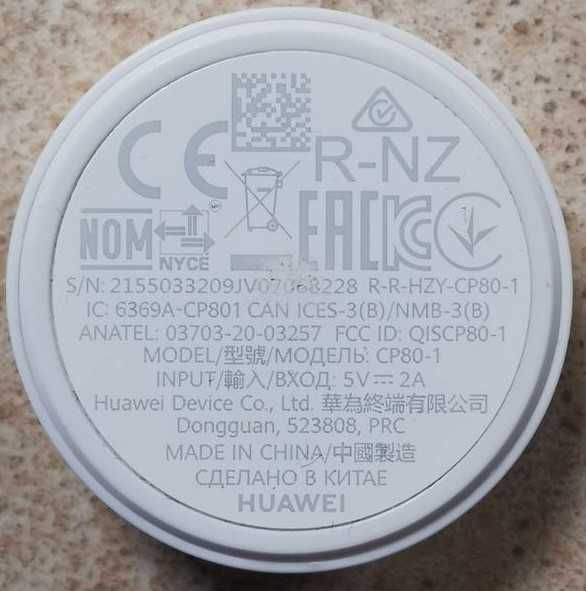 CE
R-NZ
NOM NYCE EAC
S/N: 2155033209JV07068228 R-R-HZY-CP80-1
IC: 6369A-CP801 CAN ICES-3(B)/NMB-3(B)
ANATEL: 03703-20-03257 FCC ID: QISCP80-1
MODEL/型號/МОДЕЛЬ: CP80-1
INPUT/輸入/ВХОД: 5V⎓2A
Huawei Device Co., Ltd. 華為終端有限公司
Dongguan, 523808, PRC
MADE IN CHINA/中國製造
СДЕЛАНО В КИТАЕ
HUAWEI